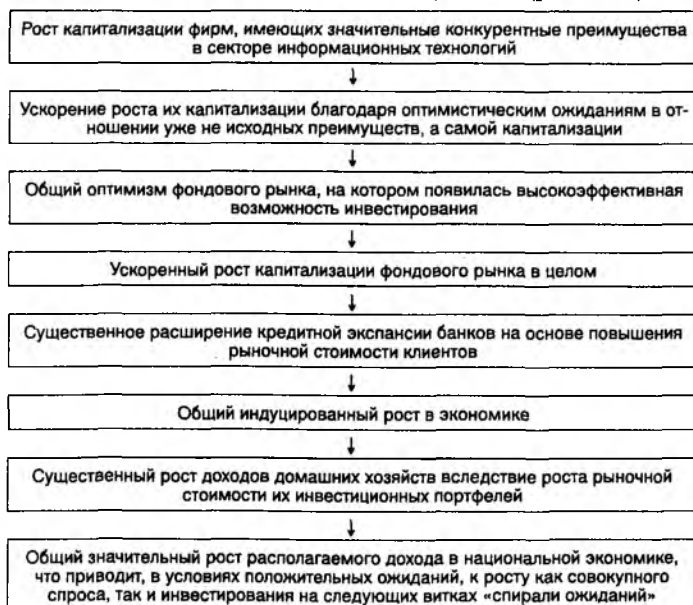 Рост капитализации фирм, имеющих значительные конкурентные преимущества
в секторе информационных технологий
Ускорение роста их капитализации благодаря оптимистическим ожиданиям в от-
ношении уже не исходных преимуществ, а самой капитализации
Общий оптимизм фондового рынка, на котором появилась высокоэффективная
возможность инвестирования
Ускоренный рост капитализации фондового рынка в целом
Существенное расширение кредитной экспансии банков на основе повышения
рыночной стоимости клиентов
Общий индуцированный рост в экономике
Существенный рост доходов домашних хозяйств вследствие роста рыночной
стоимости их инвестиционных портфелей
Общий значительный рост располагаемого дохода в национальной экономике,
что приводит, в условиях положительных ожиданий, к росту как совокупного
спроса, так и инвестирования на следующих витках «спирали ожиданий»